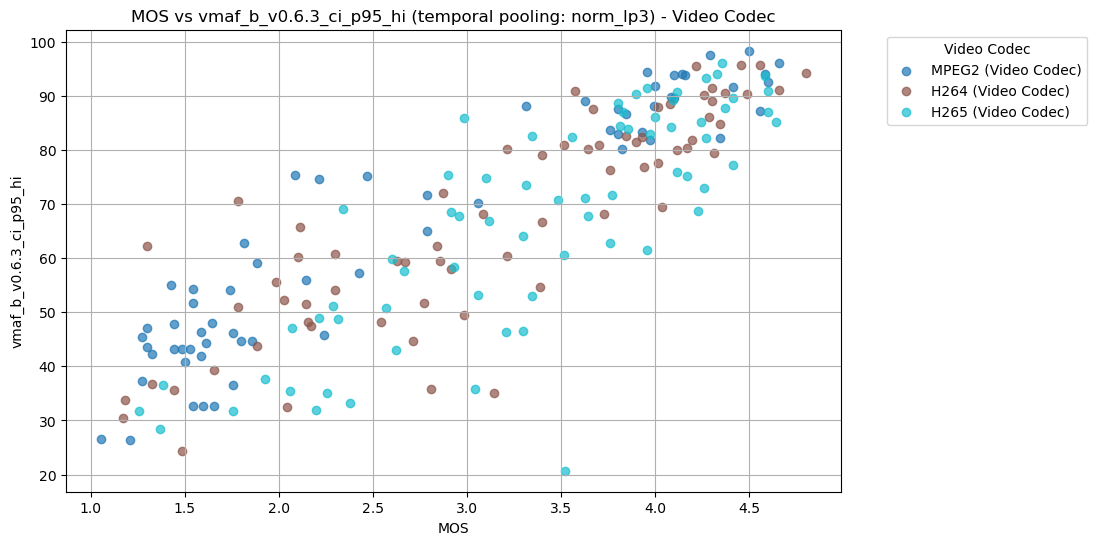 MOS vs vmaf_b_v0.6.3_ci_p95_hi (temporal pooling: norm_lp3) - Video Codec
vmaf_b_v0.6.3_ci_p95_hi
100
90
80
70
60
50
40
30
20
1.0 1.5 2.0 2.5 3.0 3.5 4.0 4.5
MOS
Video Codec
MPEG2 (Video Codec)
H264 (Video Codec)
H265 (Video Codec)